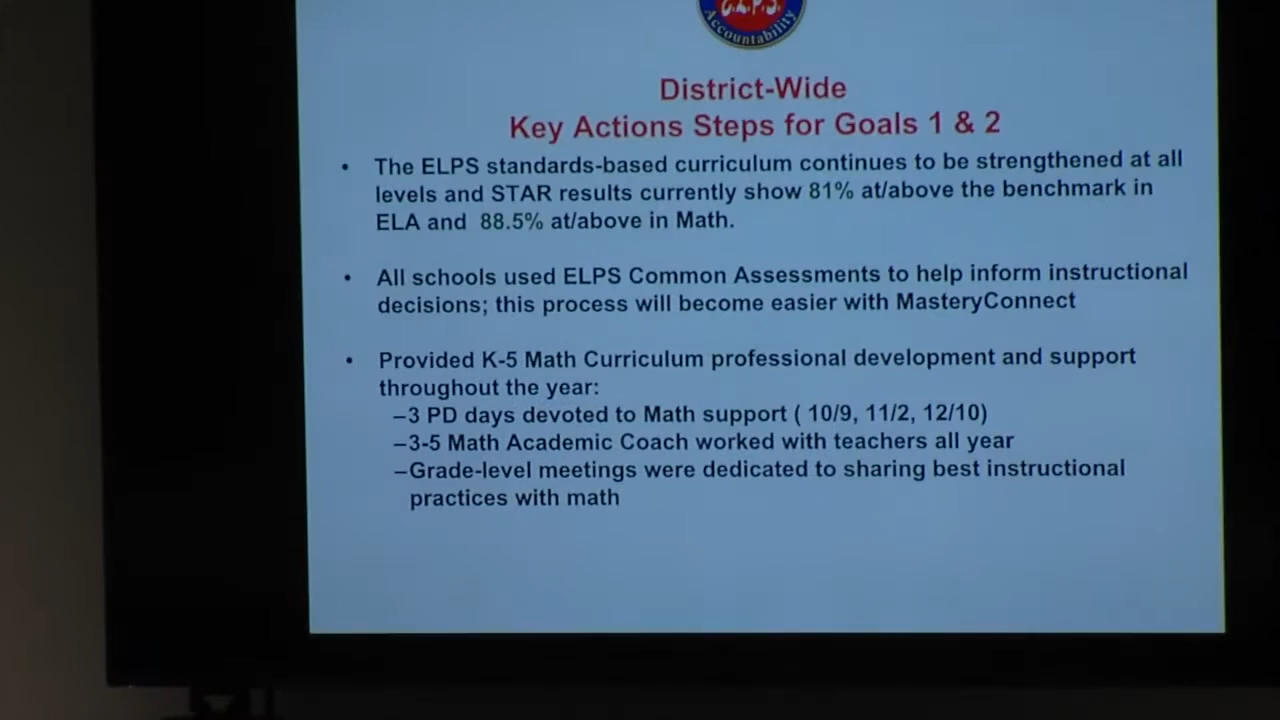 E.L.P.S.
Accountability
District-Wide
Key Actions Steps for Goals 1 & 2
• The ELPS standards-based curriculum continues to be strengthened at all
levels and STAR results currently show 81% at/above the benchmark in
ELA and 88.5% at/above in Math.
• All schools used ELPS Common Assessments to help inform instructional
decisions; this process will become easier with MasteryConnect
• Provided K-5 Math Curriculum professional development and support
throughout the year:
–3 PD days devoted to Math support ( 10/9, 11/2, 12/10)
–3-5 Math Academic Coach worked with teachers all year
–Grade-level meetings were dedicated to sharing best instructional
practices with math